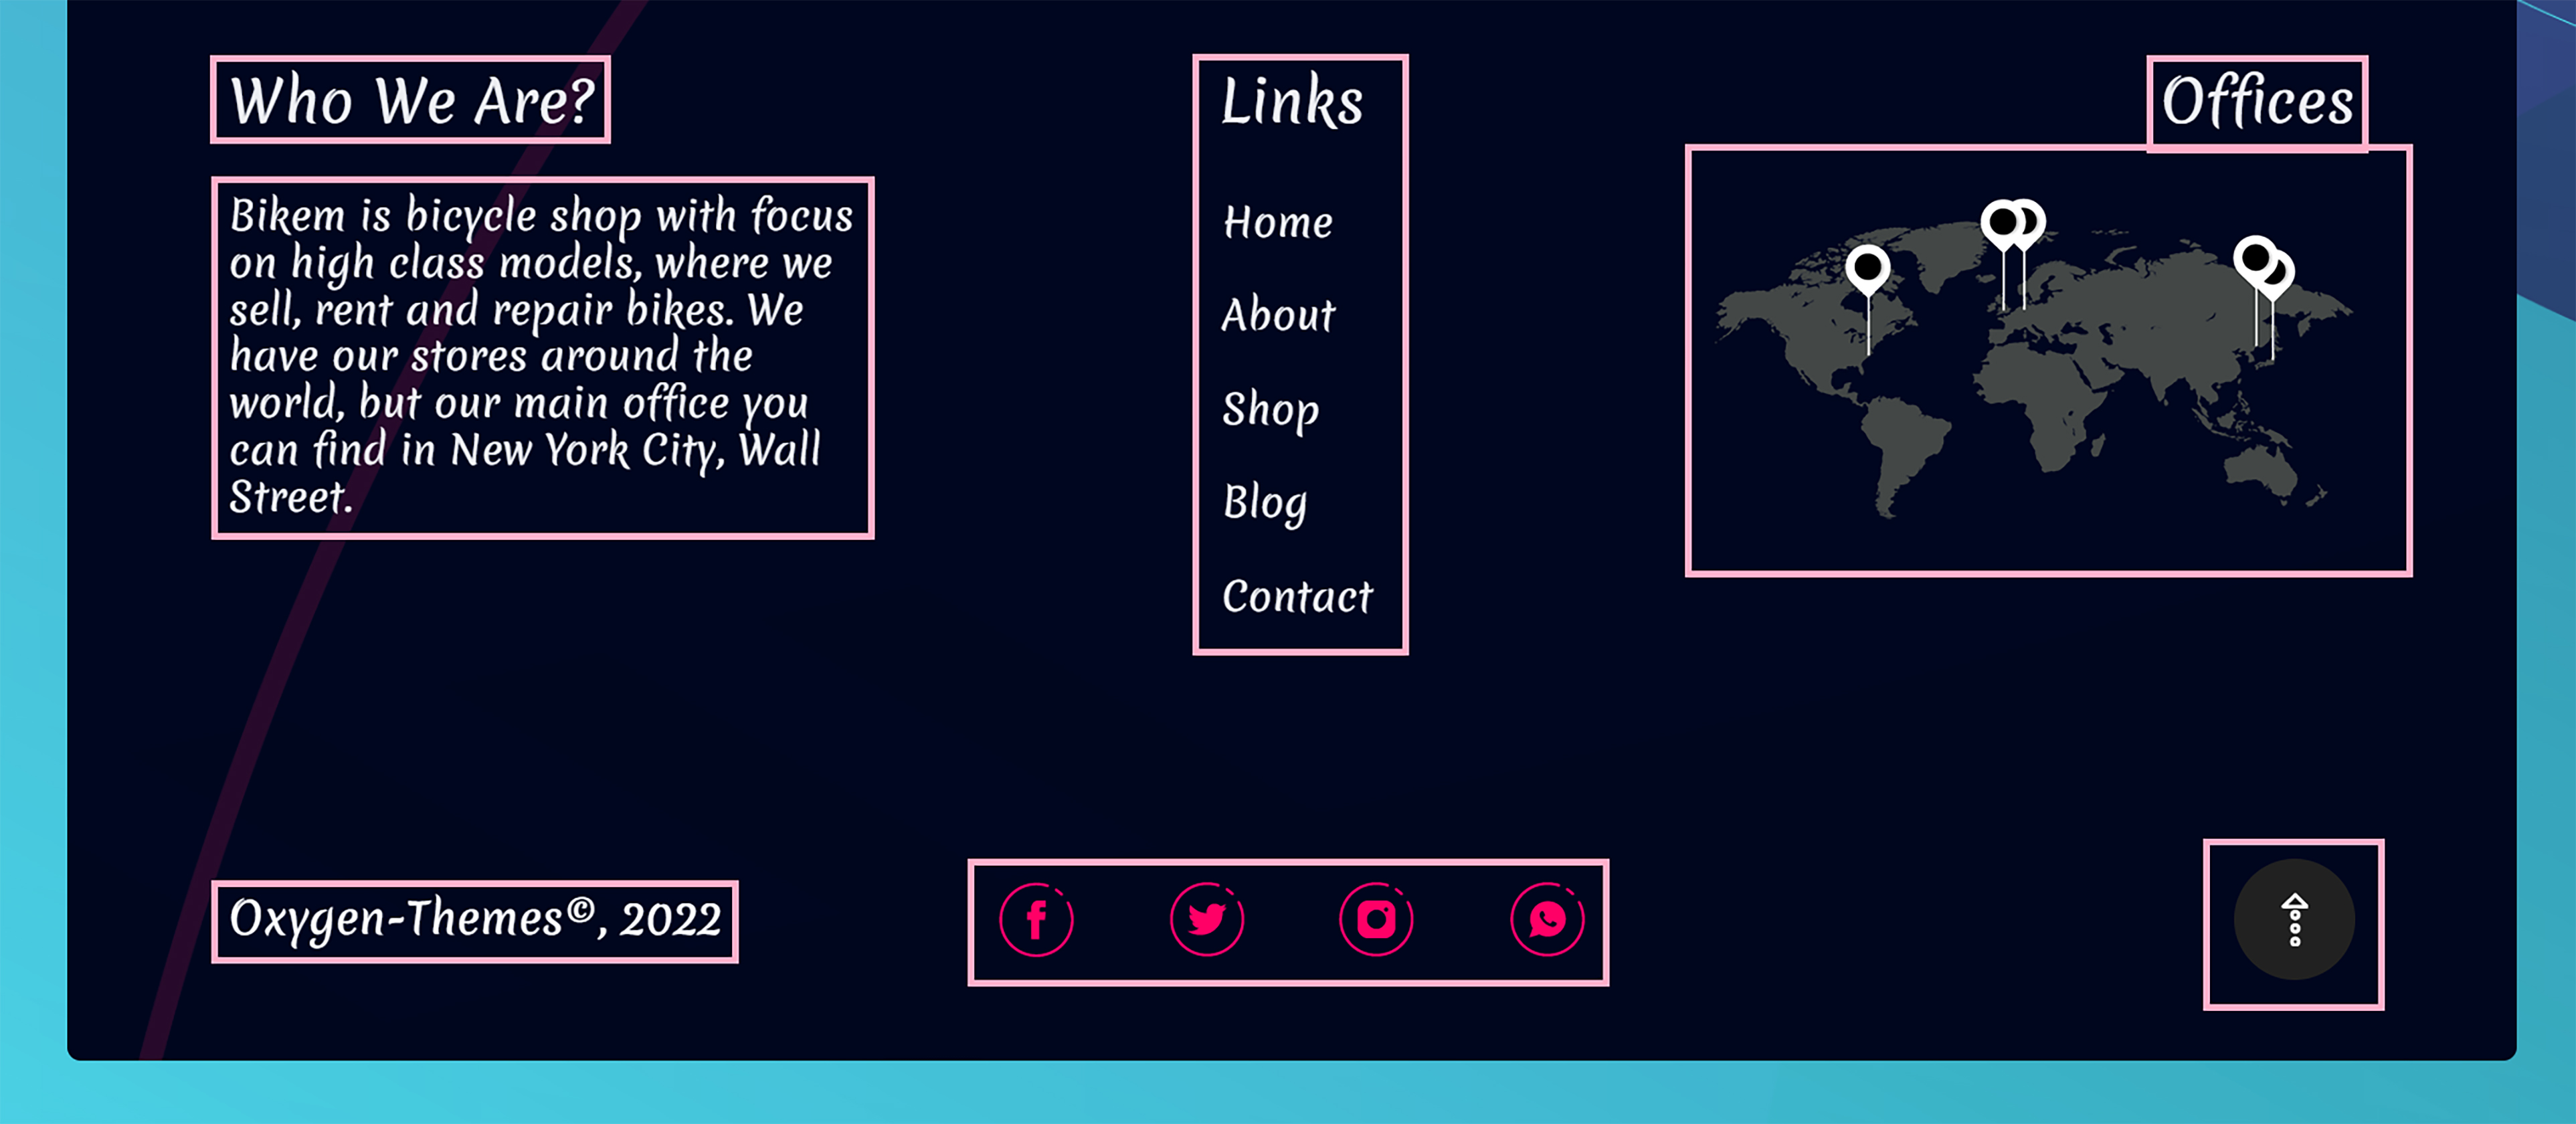 Who We Are?
Bikem is bicycle shop with focus
on high class models, where we
sell, rent and repair bikes. We
have our stores around the
world, but our main office you
can find in New York City, Wall
Street.
Links
Home
About
Shop
Blog
Contact
Offices
Oxygen-Themes©, 2022